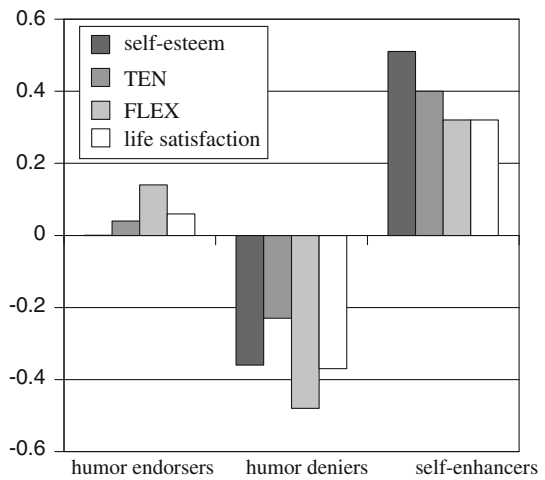 0.6
self-esteem
TEN
FLEX
life satisfaction
0.4
0.2
0
-0.2
-0.4
-0.6
humor endorsers humor deniers self-enhancers